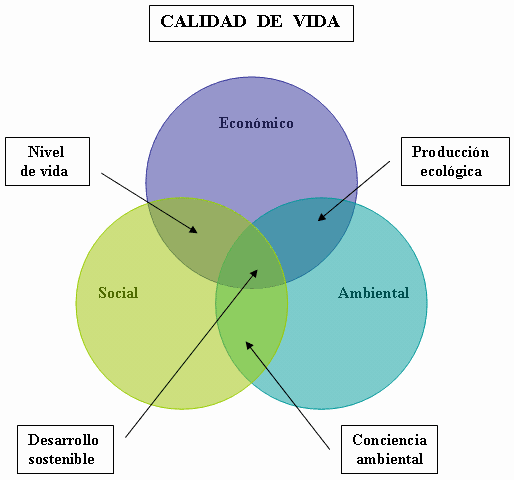 CALIDAD DE VIDA
Económico
Nivel
de vida
Producción
ecológica
Social
Ambiental
Desarrollo
sostenible
Conciencia
ambiental